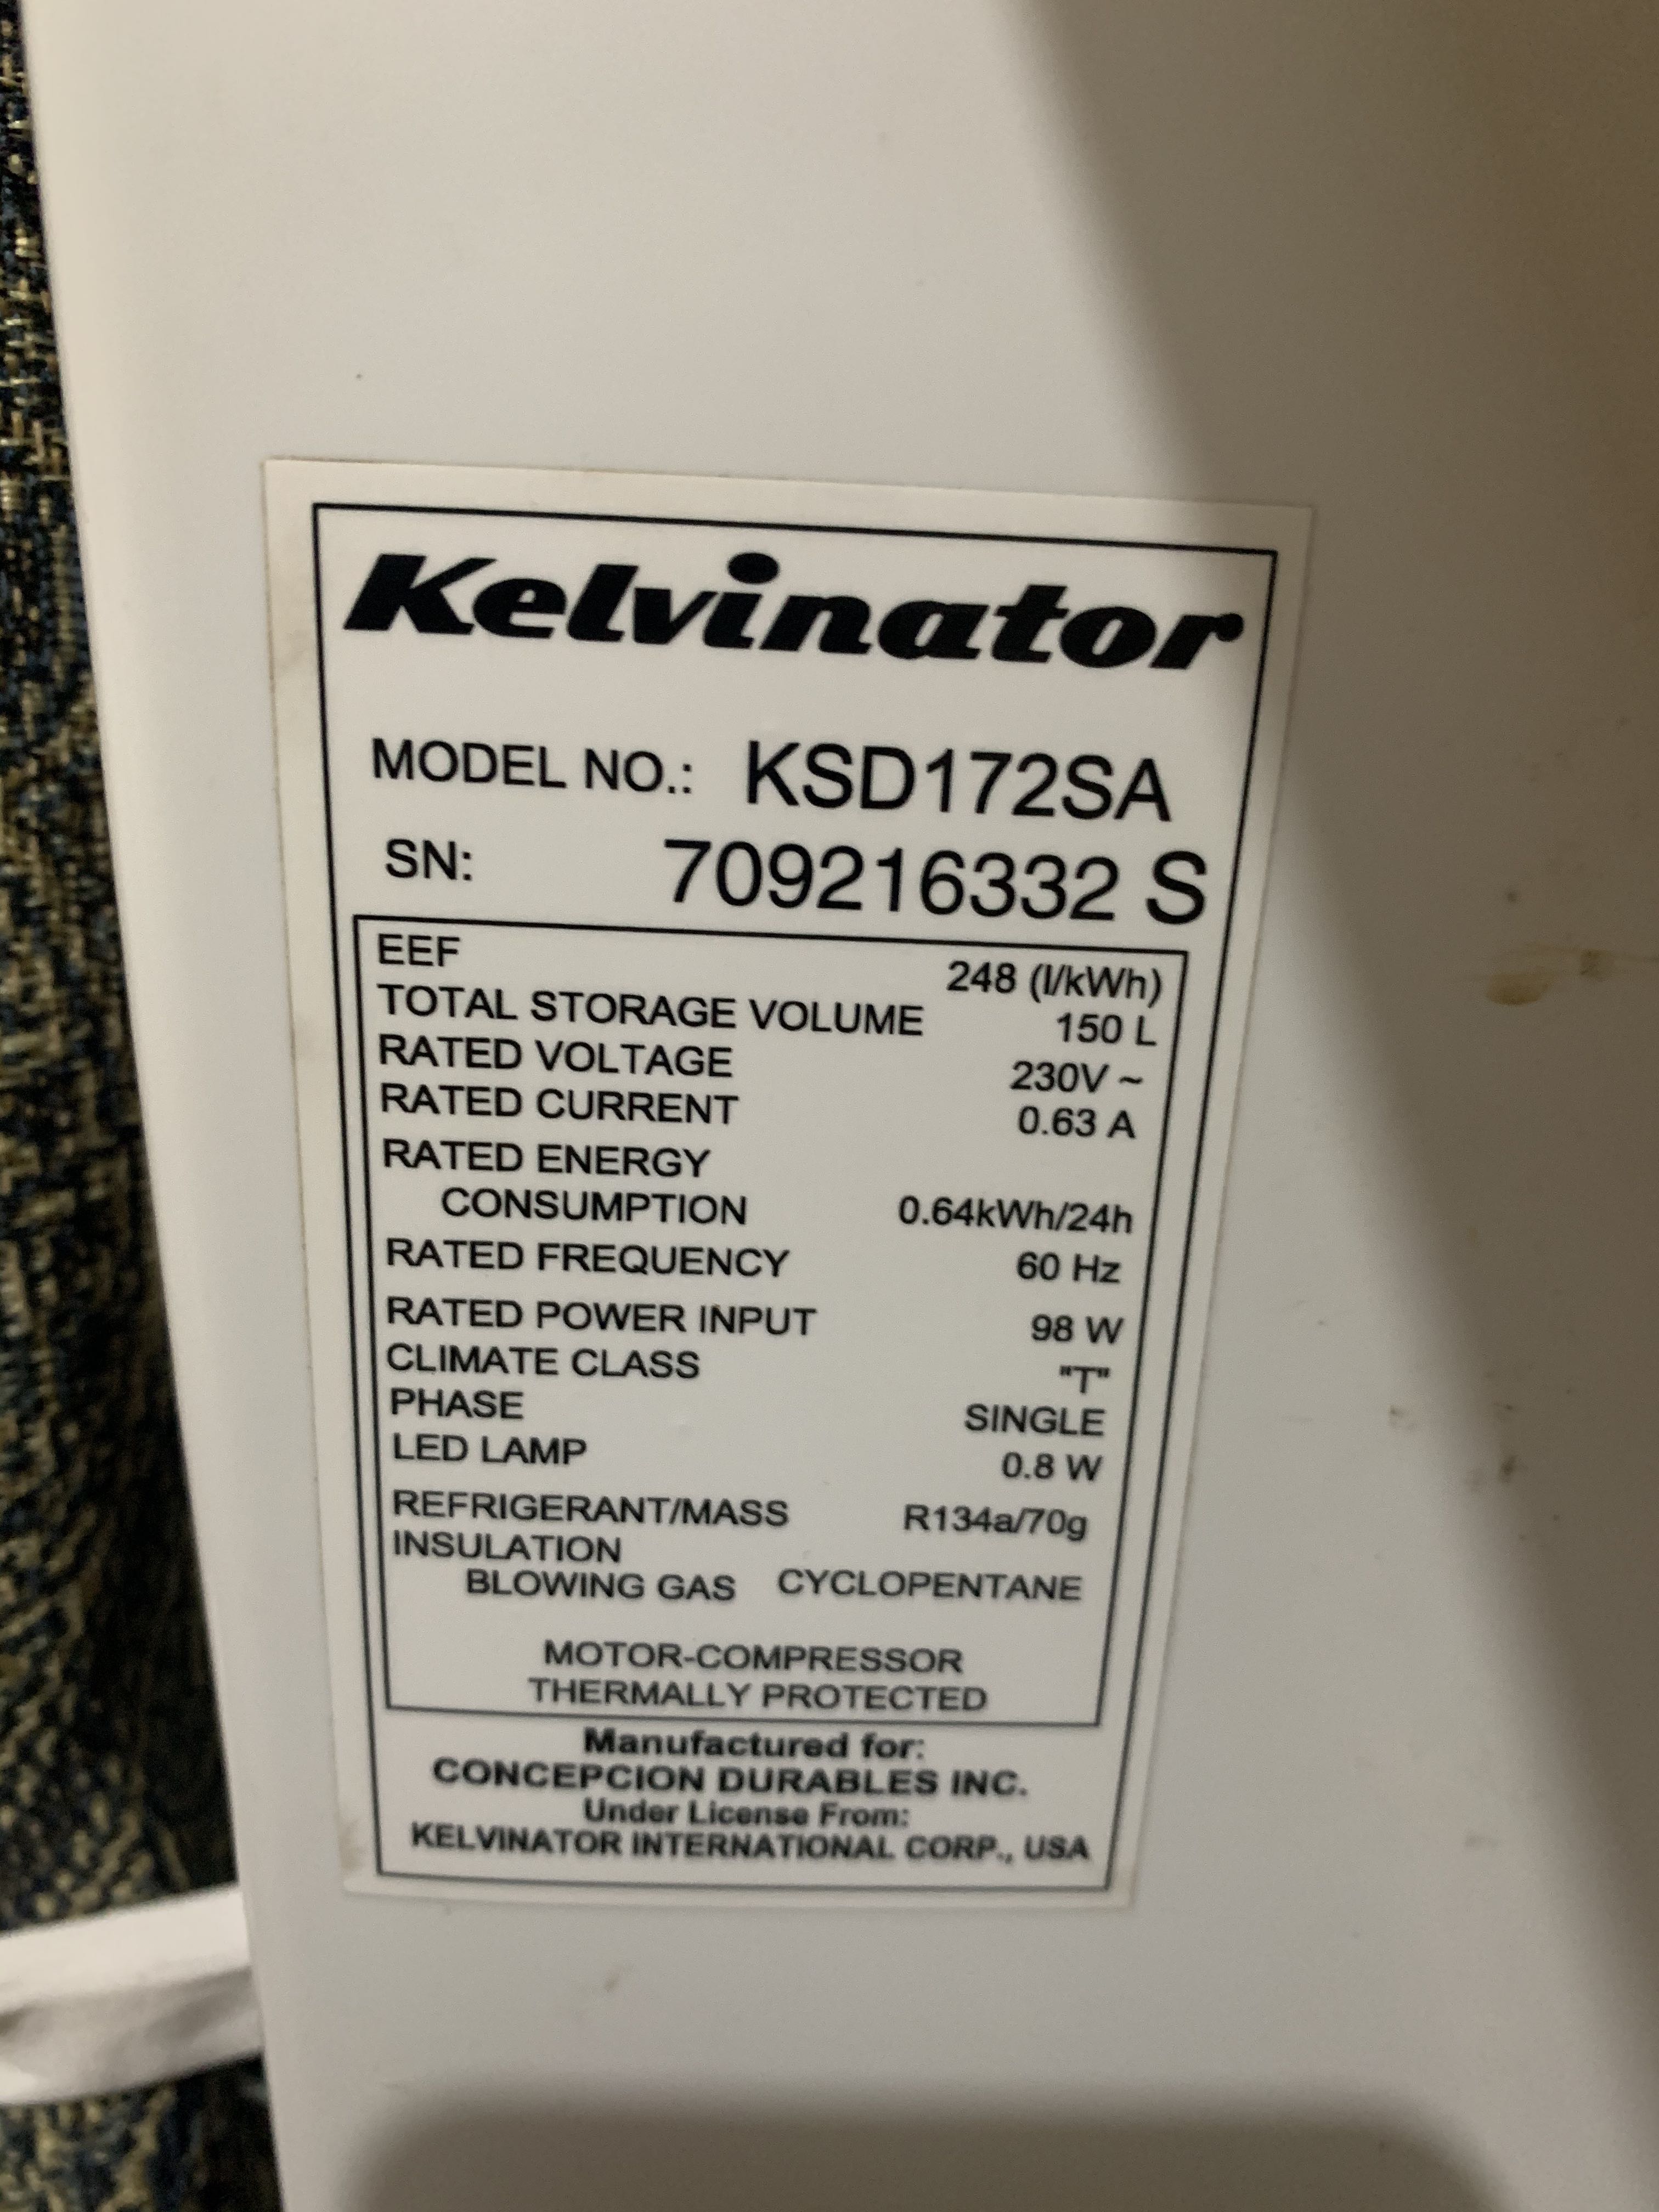 Kelvinator
MODEL NO.: KSD172SA
SN: 709216332 S
EEF 248 (l/kWh)
TOTAL STORAGE VOLUME 150 L
RATED VOLTAGE 230V ~
RATED CURRENT 0.63 A
RATED ENERGY
CONSUMPTION 0.64kWh/24h
RATED FREQUENCY 60 Hz
RATED POWER INPUT 98 W
CLIMATE CLASS "T"
PHASE SINGLE
LED LAMP 0.8 W
REFRIGERANT/MASS R134a/70g
INSULATION
BLOWING GAS CYCLOPENTANE
MOTOR-COMPRESSOR
THERMALLY PROTECTED
Manufactured for:
CONCEPCION DURABLES INC.
Under License From:
KELVINATOR INTERNATIONAL CORP., USA